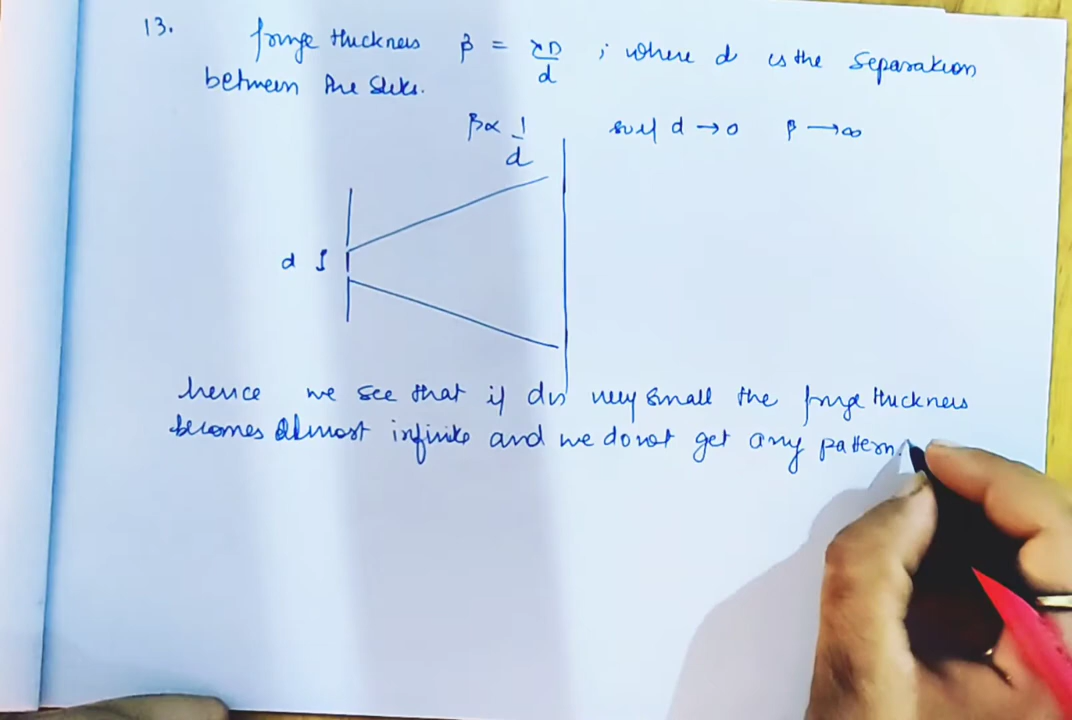 13. fringe thickness β = λD/d ; where d is the separation
between the slits.
β∝ 1/d so if d → 0 β → ∞
d
hence we see that if d is very small the fringe thickness
becomes almost infinite and we do not get any pattern.